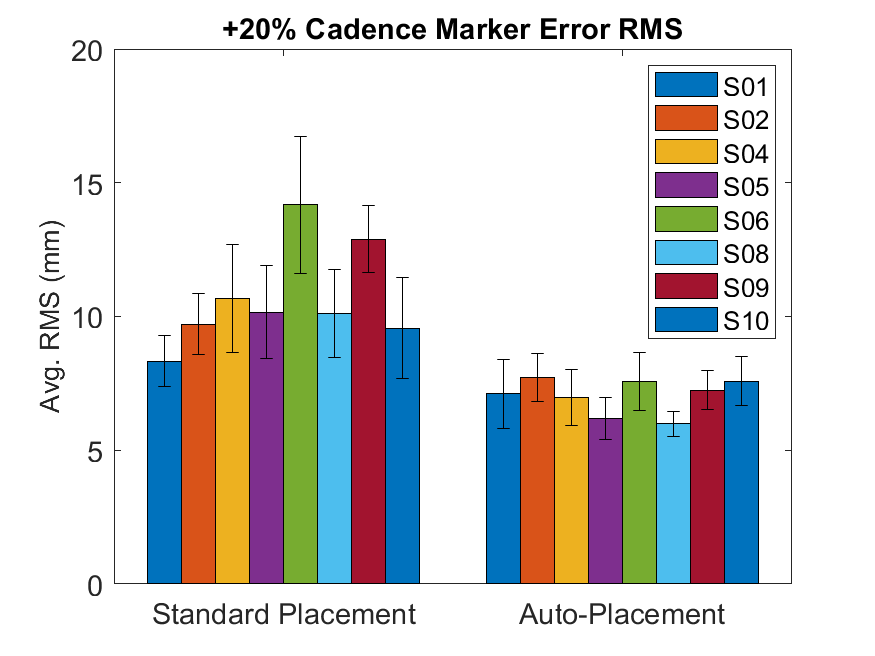 +20% Cadence Marker Error RMS
20
15
10
5
0
Avg. RMS (mm)
S01
S02
S04
S05
S06
S08
S09
S10
Standard Placement
Auto-Placement